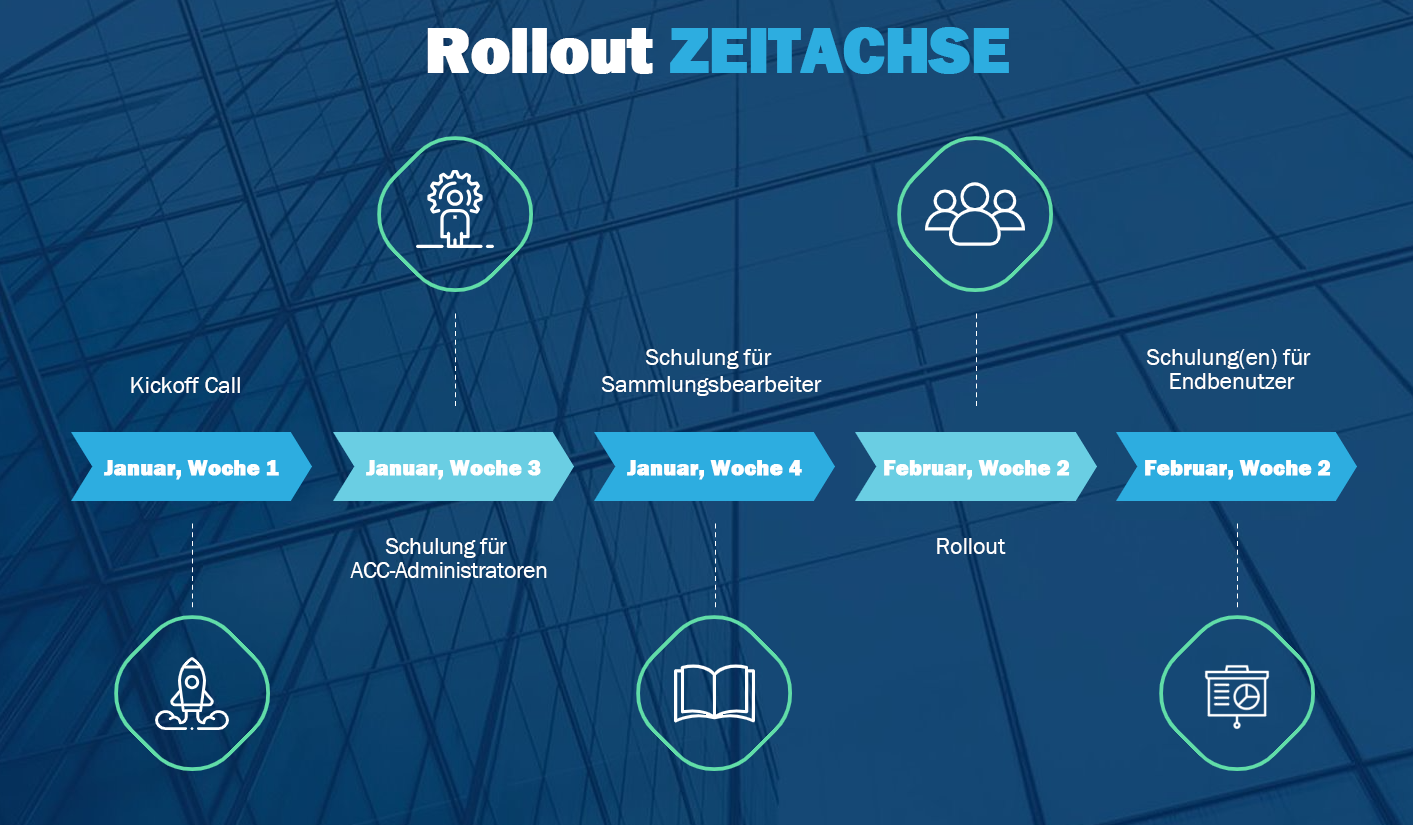 Rollout ZEITACHSE
Kickoff Call
Januar, Woche 1
Januar, Woche 3
Schulung für
ACC-Administratoren
Schulung für
Sammlungsbearbeiter
Januar, Woche 4
Februar, Woche 2
Rollout
Schulung(en) für
Endbenutzer
Februar, Woche 2